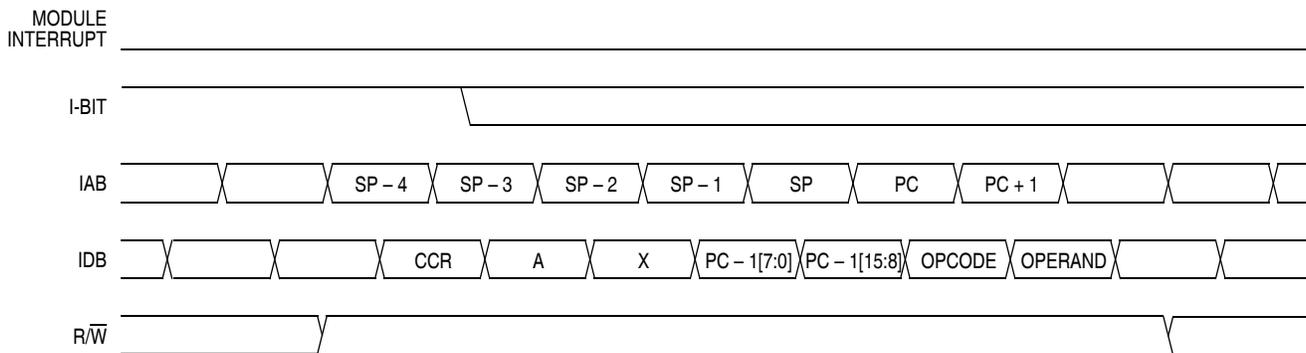 MODULE
INTERRUPT
I-BIT
IAB SP – 4 SP – 3 SP – 2 SP – 1 SP PC PC + 1
IDB CCR A X PC – 1[7:0] PC – 1[15:8] OPCODE OPERAND
R/W̅